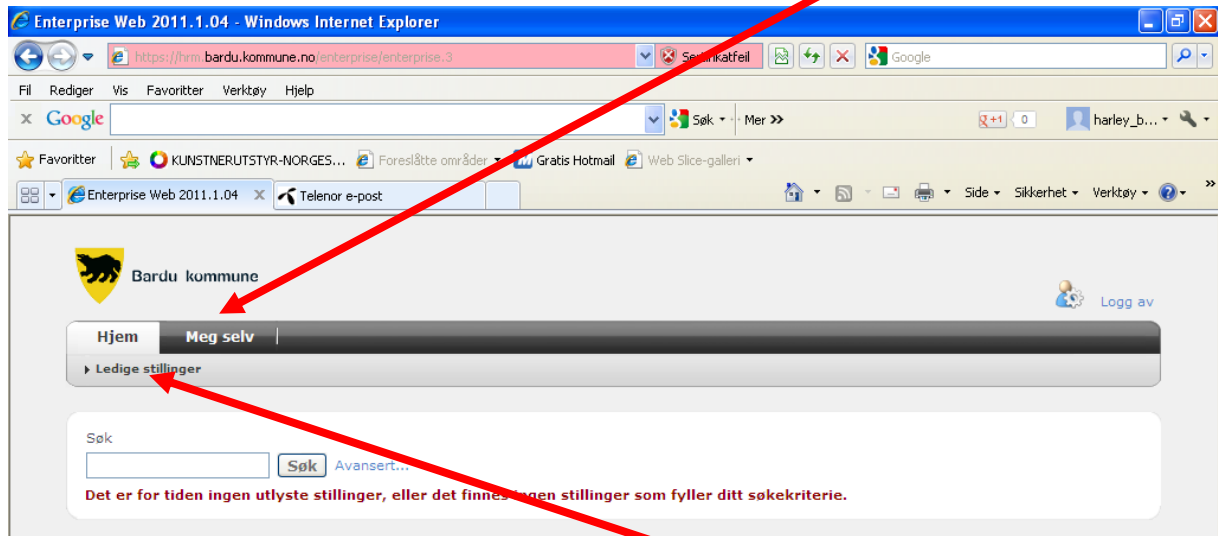 Enterprise Web 2011.1.04 - Windows Internet Explorer
https://hrm.bardu.kommune.no/enterprise/enterprise.3 Google
Fil Rediger Vis Favoritter Verktøy Hjelp
x Google Søk Mer >> +1 0 harley_b...
Favoritter KUNSTNERUTSTYR-NORGES... Foreslåtte områder Gratis Hotmail Web Slice-galleri
Enterprise Web 2011.1.04 X Telenor e-post Side Sikkerhet Verktøy >>
Bardu kommune
Logg av
Hjem Meg selv
Ledige stillinger
Søk
Søk Avansert...
Det er for tiden ingen utlyste stillinger, eller det finnes ingen stillinger som fyller ditt søkekriterie.